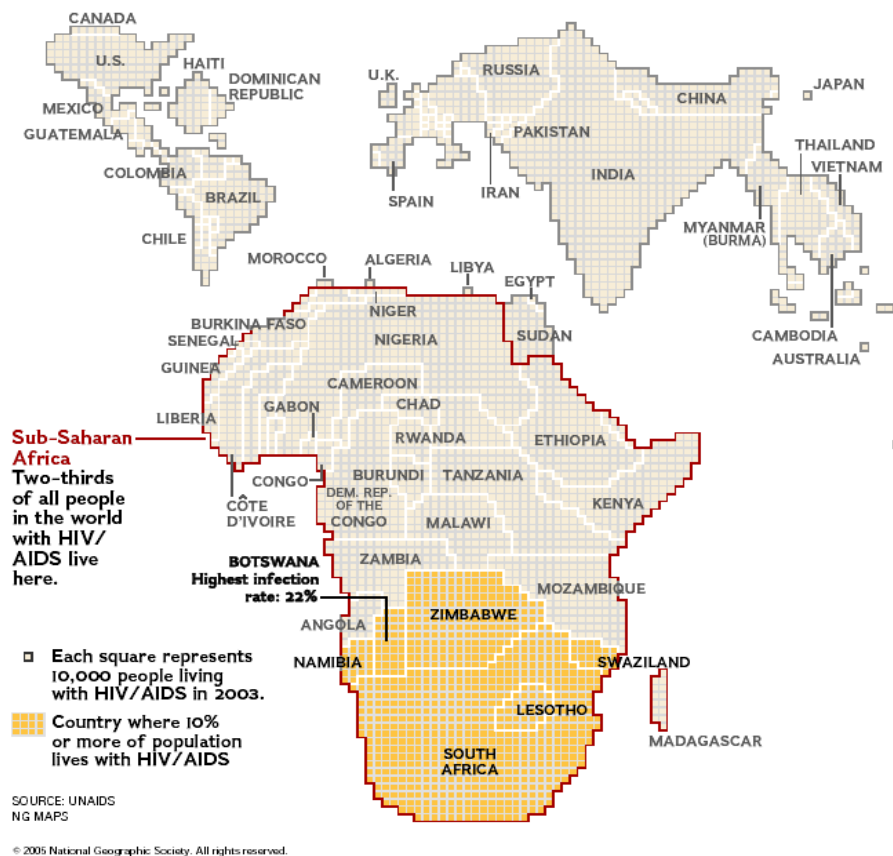 CANADA
U.S.
HAITI
DOMINICAN
REPUBLIC
MEXICO
GUATEMALA
COLOMBIA
BRAZIL
CHILE
U.K.
RUSSIA
CHINA
JAPAN
PAKISTAN
INDIA
THAILAND
VIETNAM
SPAIN
IRAN
MYANMAR
(BURMA)
CAMBODIA
AUSTRALIA
MOROCCO
ALGERIA
LIBYA
EGYPT
NIGER
BURKINA FASO
SENEGAL
NIGERIA
SUDAN
GUINEA
CAMEROON
LIBERIA
GABON
CHAD
RWANDA
ETHIOPIA
CONGO
BURUNDI
TANZANIA
CÔTE
D'IVOIRE
DEM. REP.
OF THE
CONGO
MALAWI
KENYA
Sub-Saharan
Africa
Two-thirds
of all people
in the world
with HIV/
AIDS live
here.
BOTSWANA
Highest infection
rate: 22%
ZAMBIA
MOZAMBIQUE
ANGOLA
ZIMBABWE
NAMIBIA
SWAZILAND
LESOTHO
SOUTH
AFRICA
MADAGASCAR
Each square represents
10,000 people living
with HIV/AIDS in 2003.
Country where 10%
or more of population
lives with HIV/AIDS
SOURCE: UNAIDS
NG MAPS
© 2005 National Geographic Society. All rights reserved.